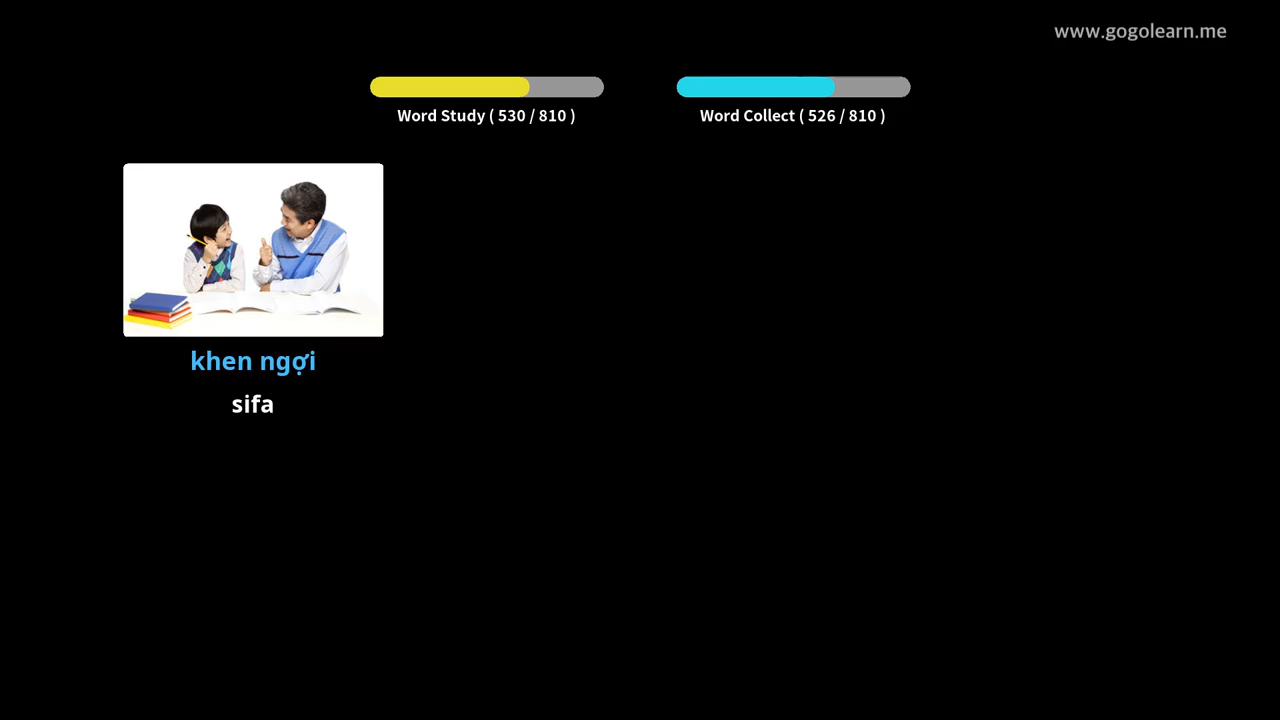 www.gogolearn.me
Word Study ( 530 / 810 )
Word Collect ( 526 / 810 )
khen ngợi
sifa